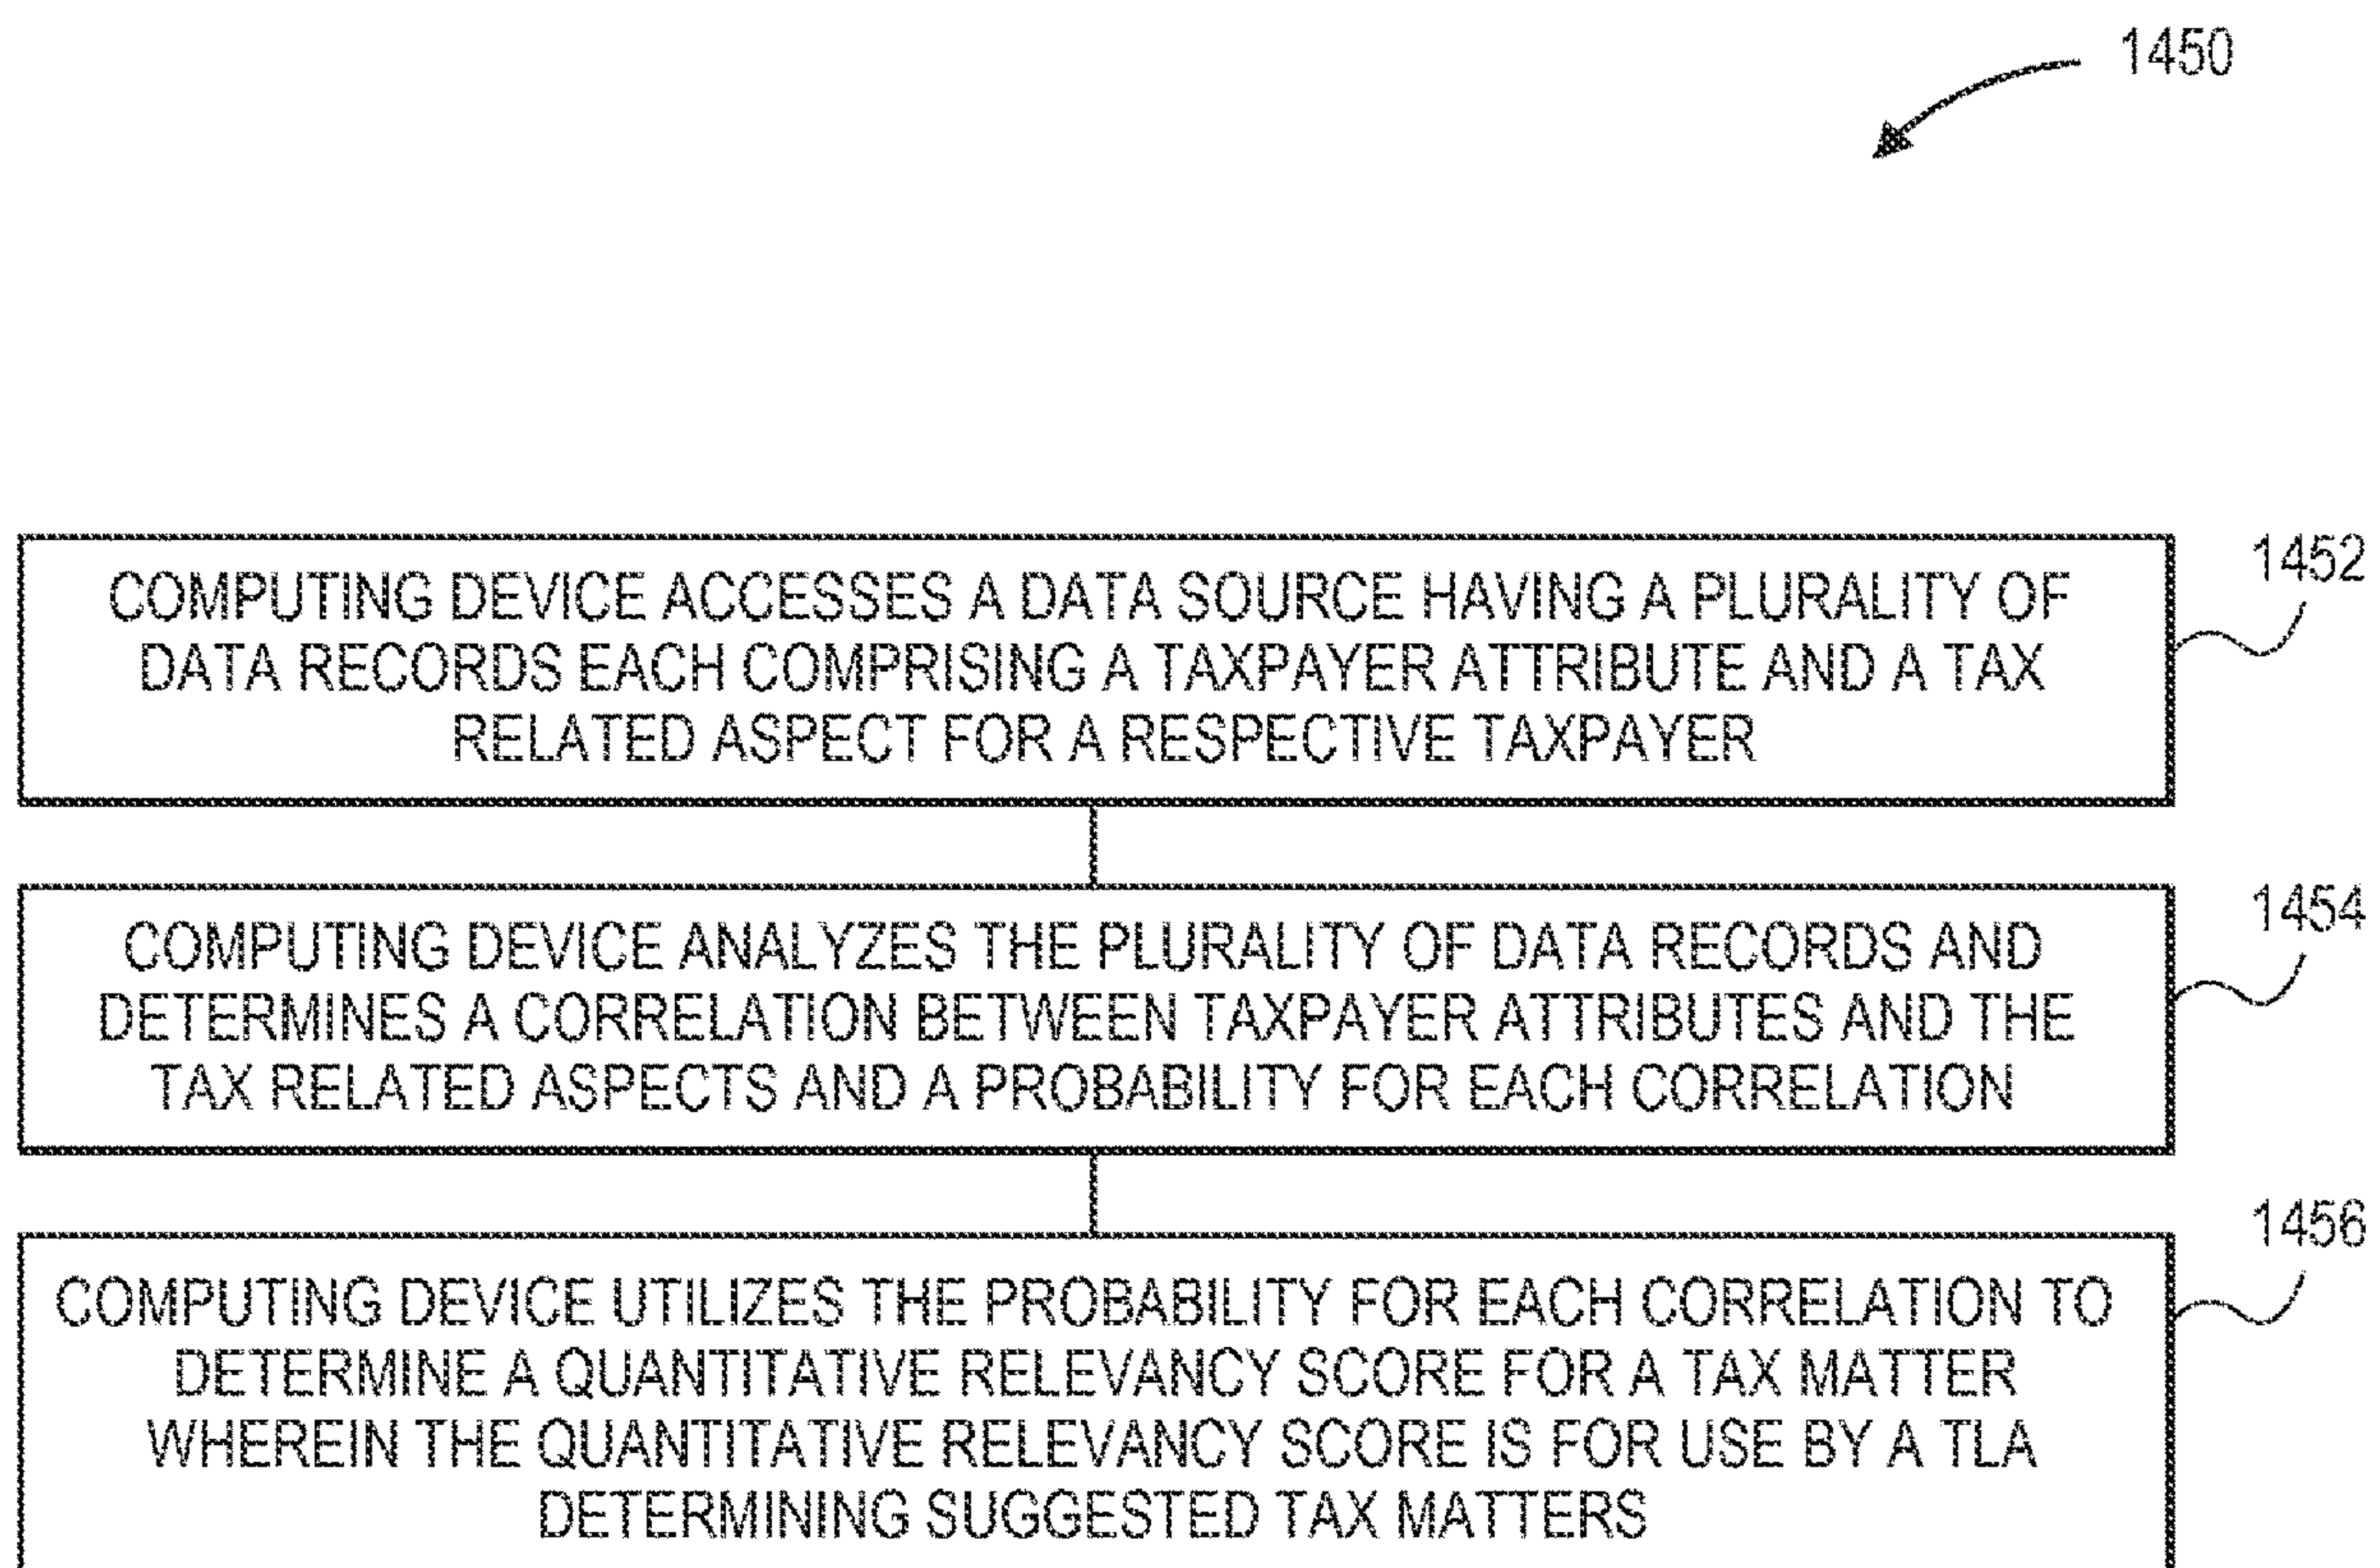 1450
1452
COMPUTING DEVICE ACCESSES A DATA SOURCE HAVING A PLURALITY OF
DATA RECORDS EACH COMPRISING A TAXPAYER ATTRIBUTE AND A TAX
RELATED ASPECT FOR A RESPECTIVE TAXPAYER
1454
COMPUTING DEVICE ANALYZES THE PLURALITY OF DATA RECORDS AND
DETERMINES A CORRELATION BETWEEN TAXPAYER ATTRIBUTES AND THE
TAX RELATED ASPECTS AND A PROBABILITY FOR EACH CORRELATION
1456
COMPUTING DEVICE UTILIZES THE PROBABILITY FOR EACH CORRELATION TO
DETERMINE A QUANTITATIVE RELEVANCY SCORE FOR A TAX MATTER
WHEREIN THE QUANTITATIVE RELEVANCY SCORE IS FOR USE BY A TLA
DETERMINING SUGGESTED TAX MATTERS